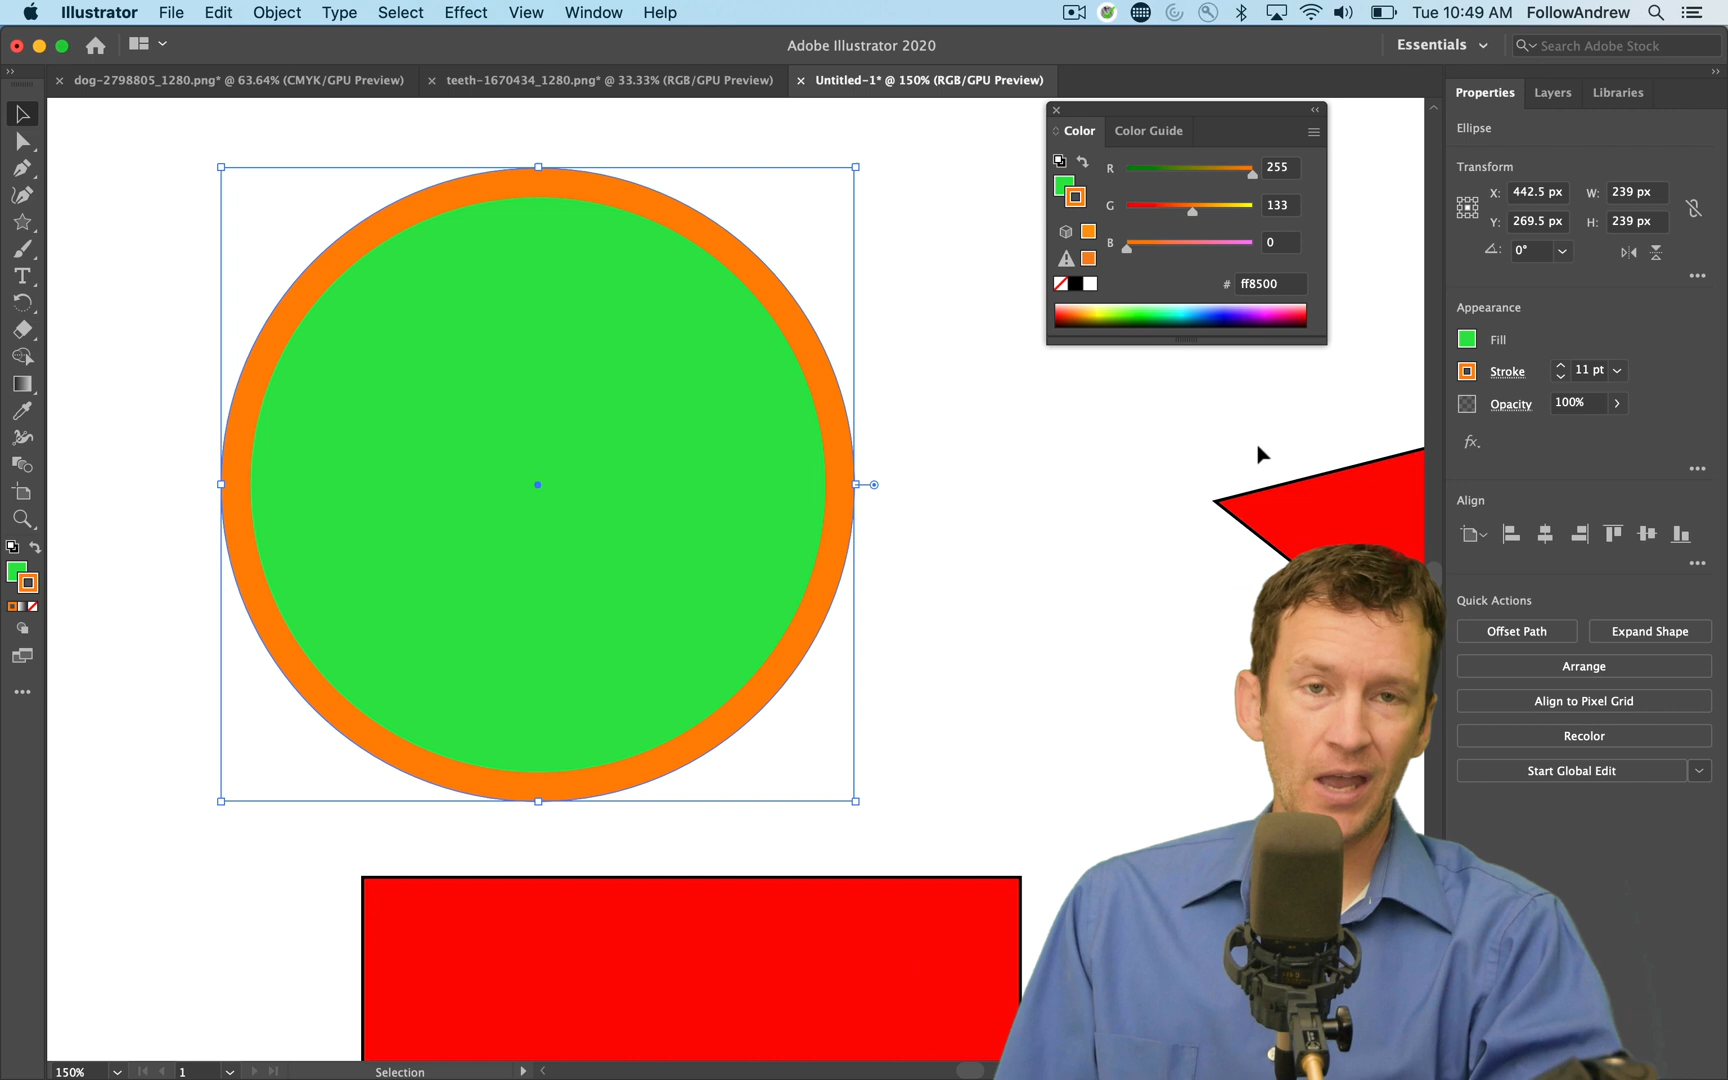 Illustrator File Edit Object Type Select Effect View Window Help Tue 10:49 AM FollowAndrew
Adobe Illustrator 2020 Essentials Search Adobe Stock
dog-2798805_1280.png* @ 63.64% (CMYK/GPU Preview) teeth-1670434_1280.png* @ 33.33% (RGB/GPU Preview) Untitled-1* @ 150% (RGB/GPU Preview)
Color Color Guide
R 255
G 133
B 0
# ff8500
Properties Layers Libraries
Ellipse
Transform
X: 442.5 px W: 239 px
Y: 269.5 px H: 239 px
0°
Appearance
Fill
Stroke 11 pt
Opacity 100%
fx.
Align
Quick Actions
Offset Path Expand Shape
Arrange
Align to Pixel Grid
Recolor
Start Global Edit
150% 1 Selection